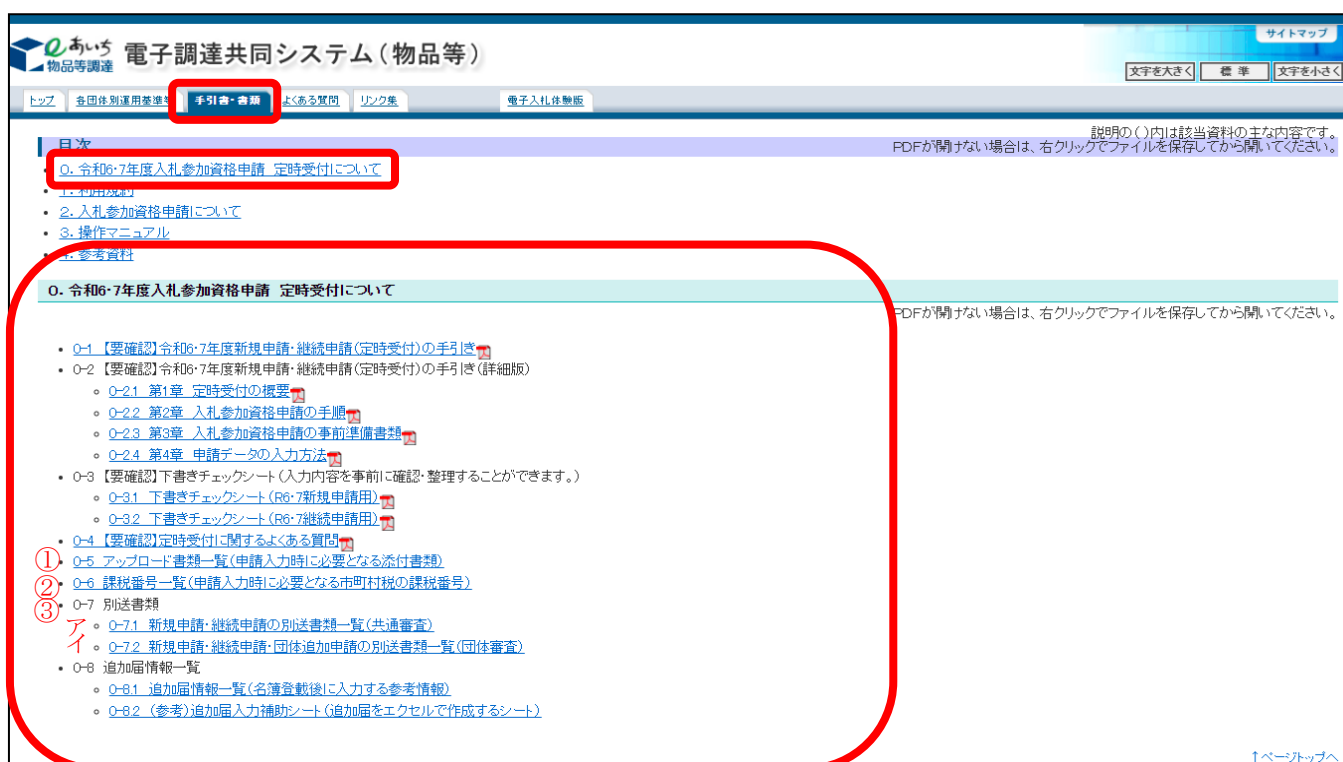 サイトマップ
あいち
物品等調達
電子調達共同システム(物品等)
文字を大きく 標準 文字を小さく
トップ 各団体別運用基準等 手引書・書類 よくある質問 リンク集 電子入札体験版
説明の()内は該当資料の主な内容です。
目次
PDFが開けない場合は、右クリックでファイルを保存してから開いてください。
・ 0. 令和6・7年度入札参加資格申請 定時受付について
・ 1. 利用規約
・ 2. 入札参加資格申請について
・ 3. 操作マニュアル
・ 4. 参考資料
0. 令和6・7年度入札参加資格申請 定時受付について
PDFが開けない場合は、右クリックでファイルを保存してから開いてください。
・ 0-1 【要確認】令和6・7年度新規申請・継続申請(定時受付)の手引き
・ 0-2 【要確認】令和6・7年度新規申請・継続申請(定時受付)の手引き(詳細版)
○ 0-2.1 第1章 定時受付の概要
○ 0-2.2 第2章 入札参加資格申請の手順
○ 0-2.3 第3章 入札参加資格申請の事前準備書類
○ 0-2.4 第4章 申請データの入力方法
・ 0-3 【要確認】下書きチェックシート(入力内容を事前に確認・整理することができます。)
○ 0-3.1 下書きチェックシート(R6・7新規申請用)
○ 0-3.2 下書きチェックシート(R6・7継続申請用)
・ 0-4 【要確認】定時受付に関するよくある質問
① ・ 0-5 アップロード書類一覧(申請入力時に必要となる添付書類)
② ・ 0-6 課税番号一覧(申請入力時に必要となる市町村税の課税番号)
③ ・ 0-7 別送書類
ア ○ 0-7.1 新規申請・継続申請の別送書類一覧(共通審査)
イ ○ 0-7.2 新規申請・継続申請・団体追加申請の別送書類一覧(団体審査)
・ 0-8 追加届情報一覧
○ 0-8.1 追加届情報一覧(名簿登載後に入力する参考情報)
○ 0-8.2 (参考)追加届入力補助シート(追加届をエクセルで作成するシート)
↑ページトップへ